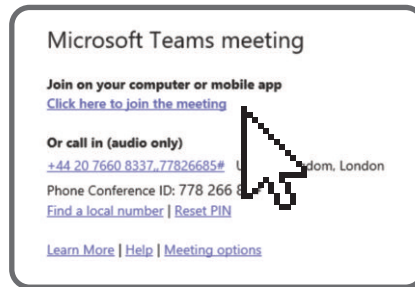 Microsoft Teams meeting
Join on your computer or mobile app
Click here to join the meeting
Or call in (audio only)
+44 20 7660 8337,,77826685# dom, London
Phone Conference ID: 778 266 8
Find a local number | Reset PIN
Learn More | Help | Meeting options